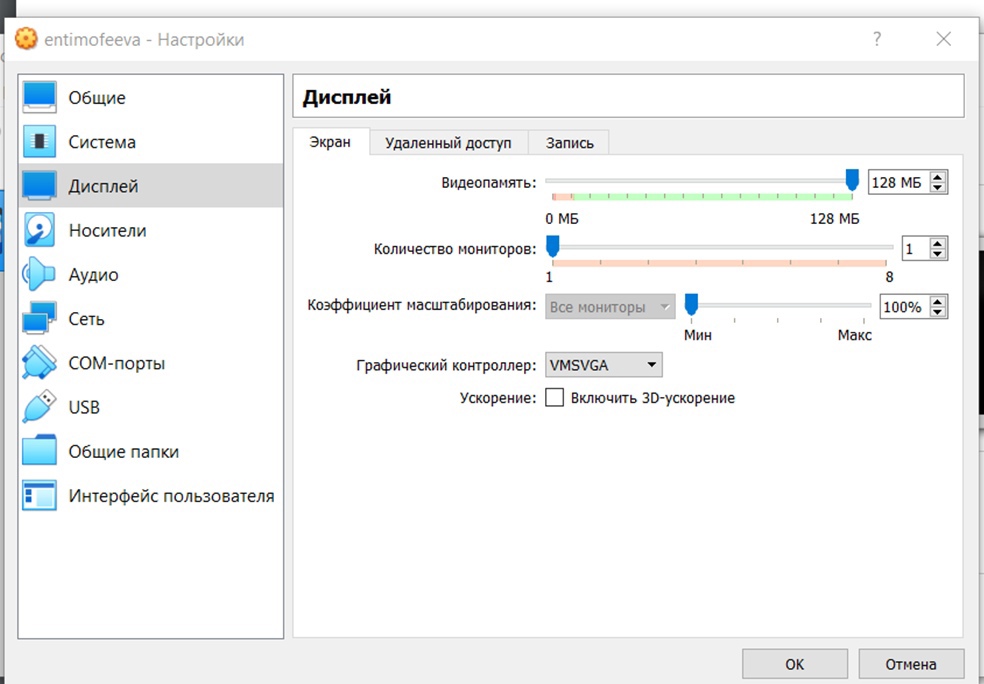 entimofeeva - Настройки ?
Общие
Система
Дисплей
Носители
Аудио
Сеть
COM-порты
USB
Общие папки
Интерфейс пользователя
Дисплей
Экран Удаленный доступ Запись
Видеопамять: 128 МБ
0 МБ 128 МБ
Количество мониторов: 1
1 8
Коэффициент масштабирования: Все мониторы 100%
Мин Макс
Графический контроллер: VMSVGA
Ускорение: Включить 3D-ускорение
OK Отмена